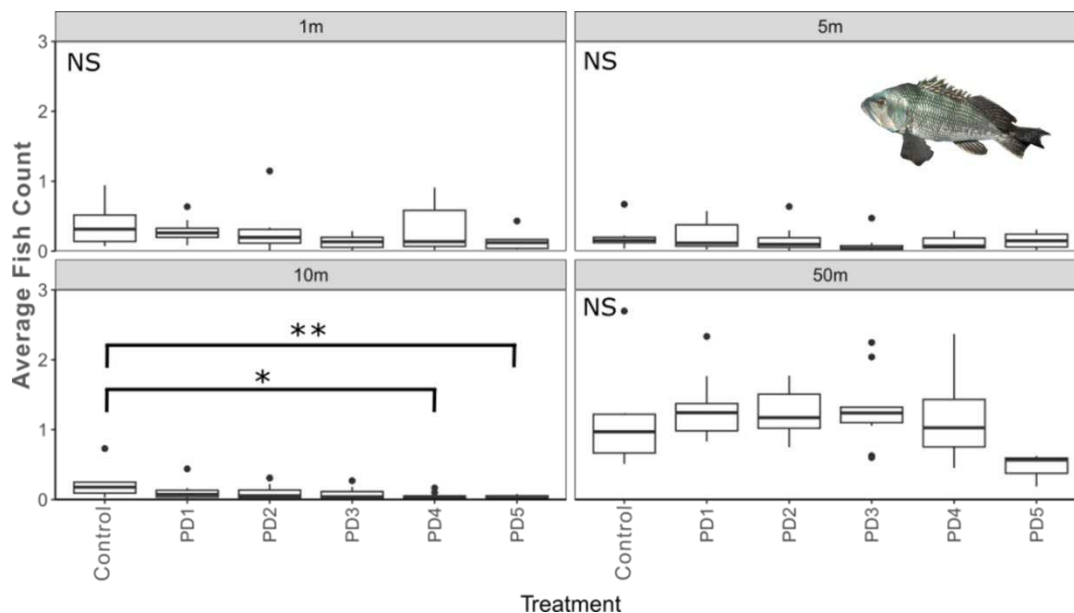 1m
5m
3
2
1
0
NS
NS
10m
50m
3
2
1
0
**
*
NS
Average Fish Count
Control
PD1
PD2
PD3
PD4
PD5
Control
PD1
PD2
PD3
PD4
PD5
Treatment